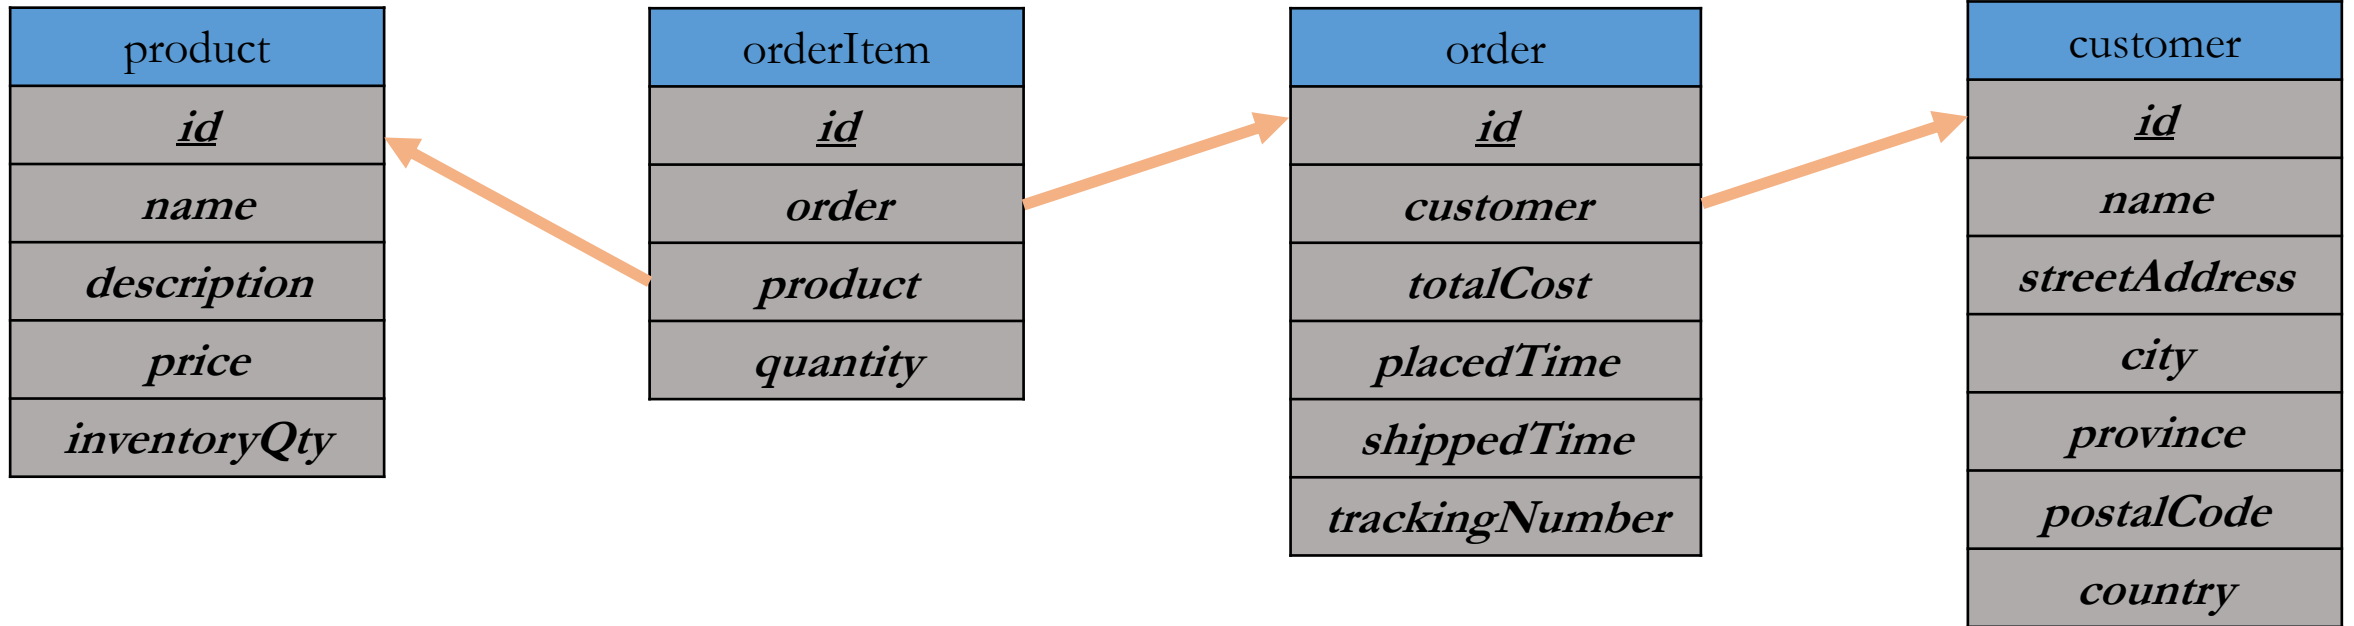 product
id
name
description
price
inventoryQty
orderItem
id
order
product
quantity
order
id
customer
totalCost
placedTime
shippedTime
trackingNumber
customer
id
name
streetAddress
city
province
postalCode
country